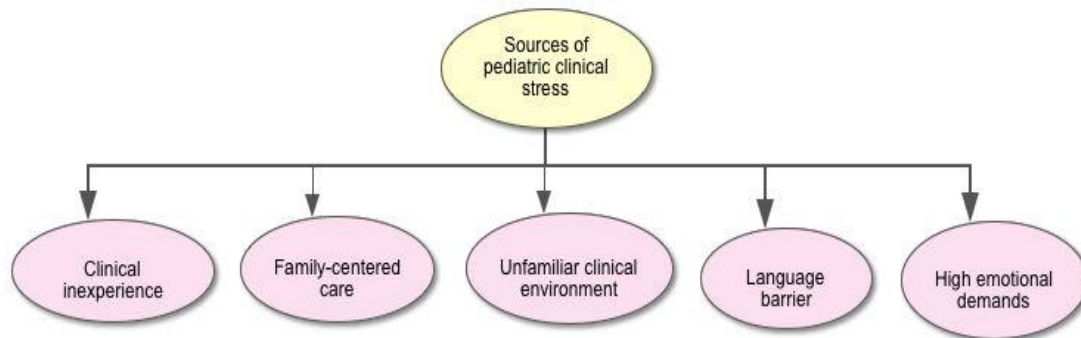 Sources of
pediatric clinical
stress
Clinical
inexperience
Family-centered
care
Unfamiliar clinical
environment
Language
barrier
High emotional
demands